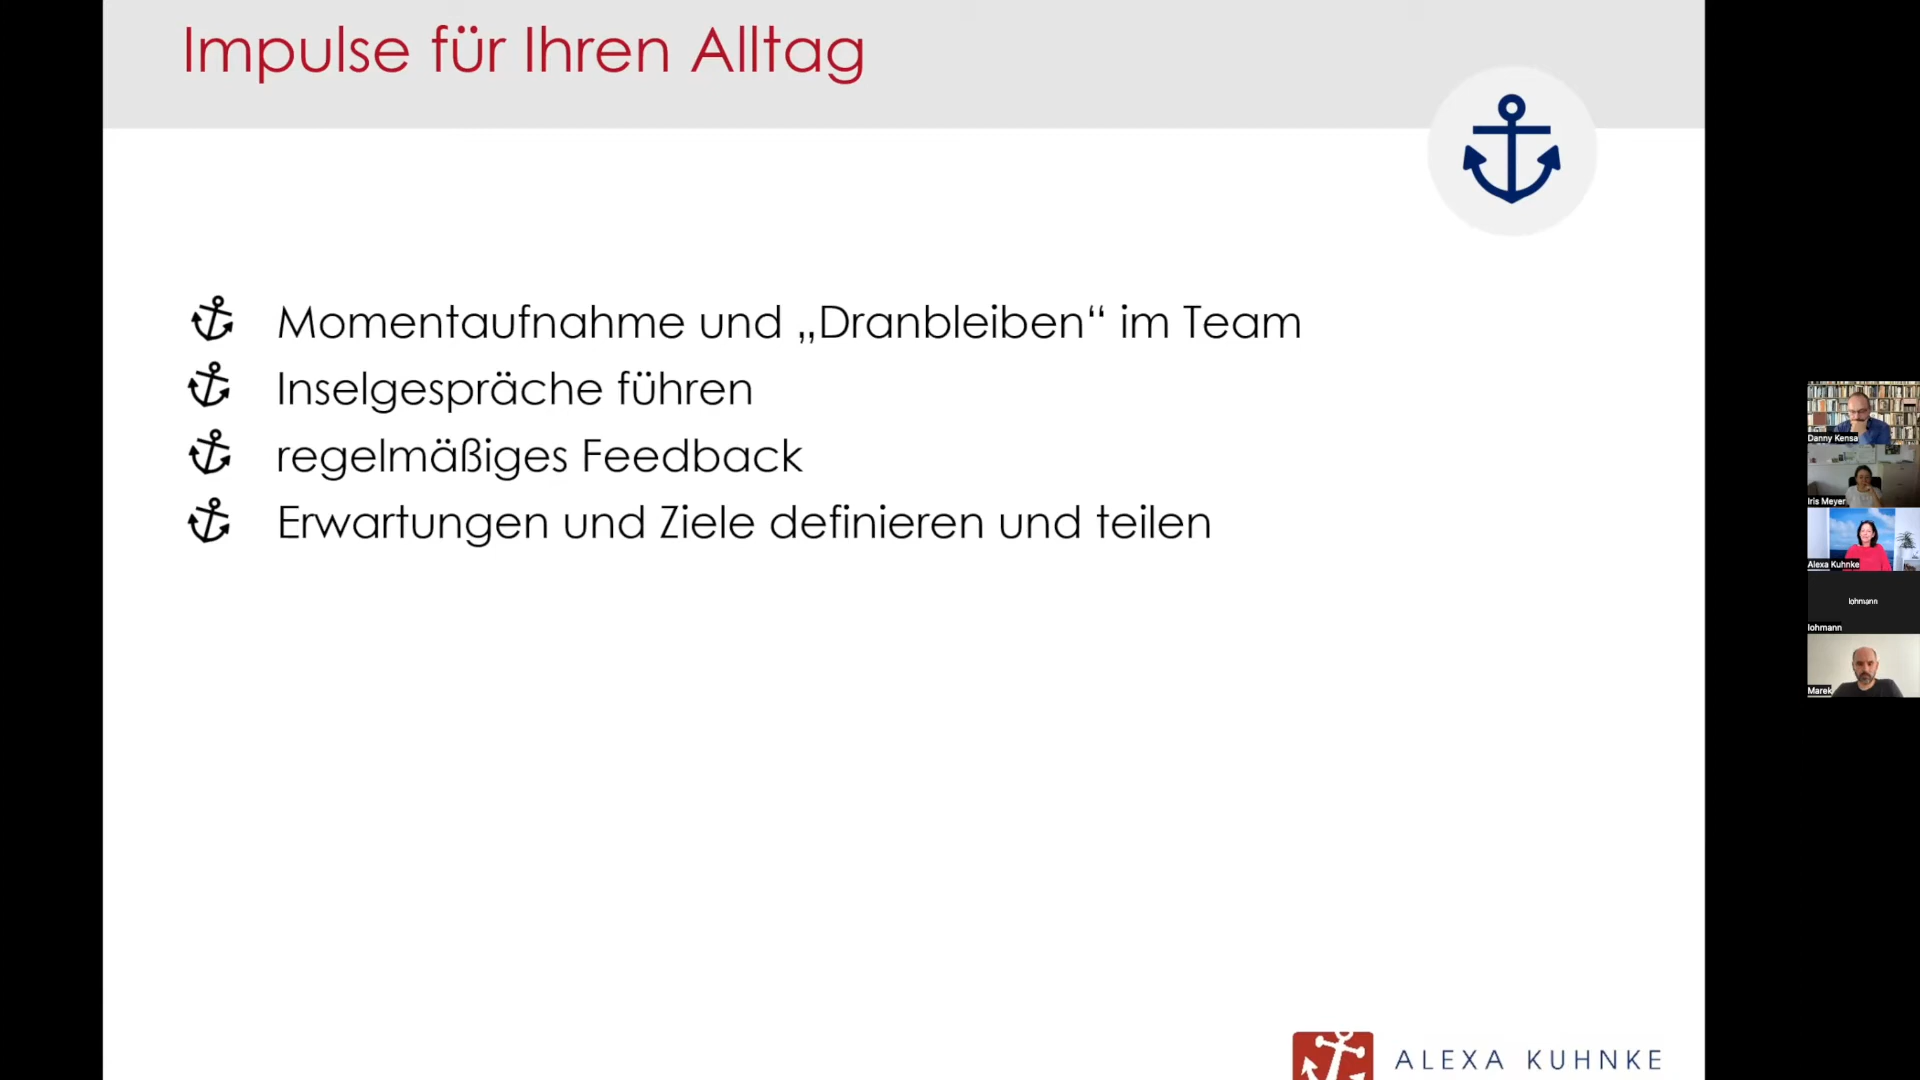 Impulse für Ihren Alltag
Momentaufnahme und „Dranbleiben“ im Team
Inselgespräche führen
regelmäßiges Feedback
Erwartungen und Ziele definieren und teilen
Danny Kensa
Iris Meyer
Alexa Kuhnke
lohmann
lohmann
Marek
ALEXA KUHNKE